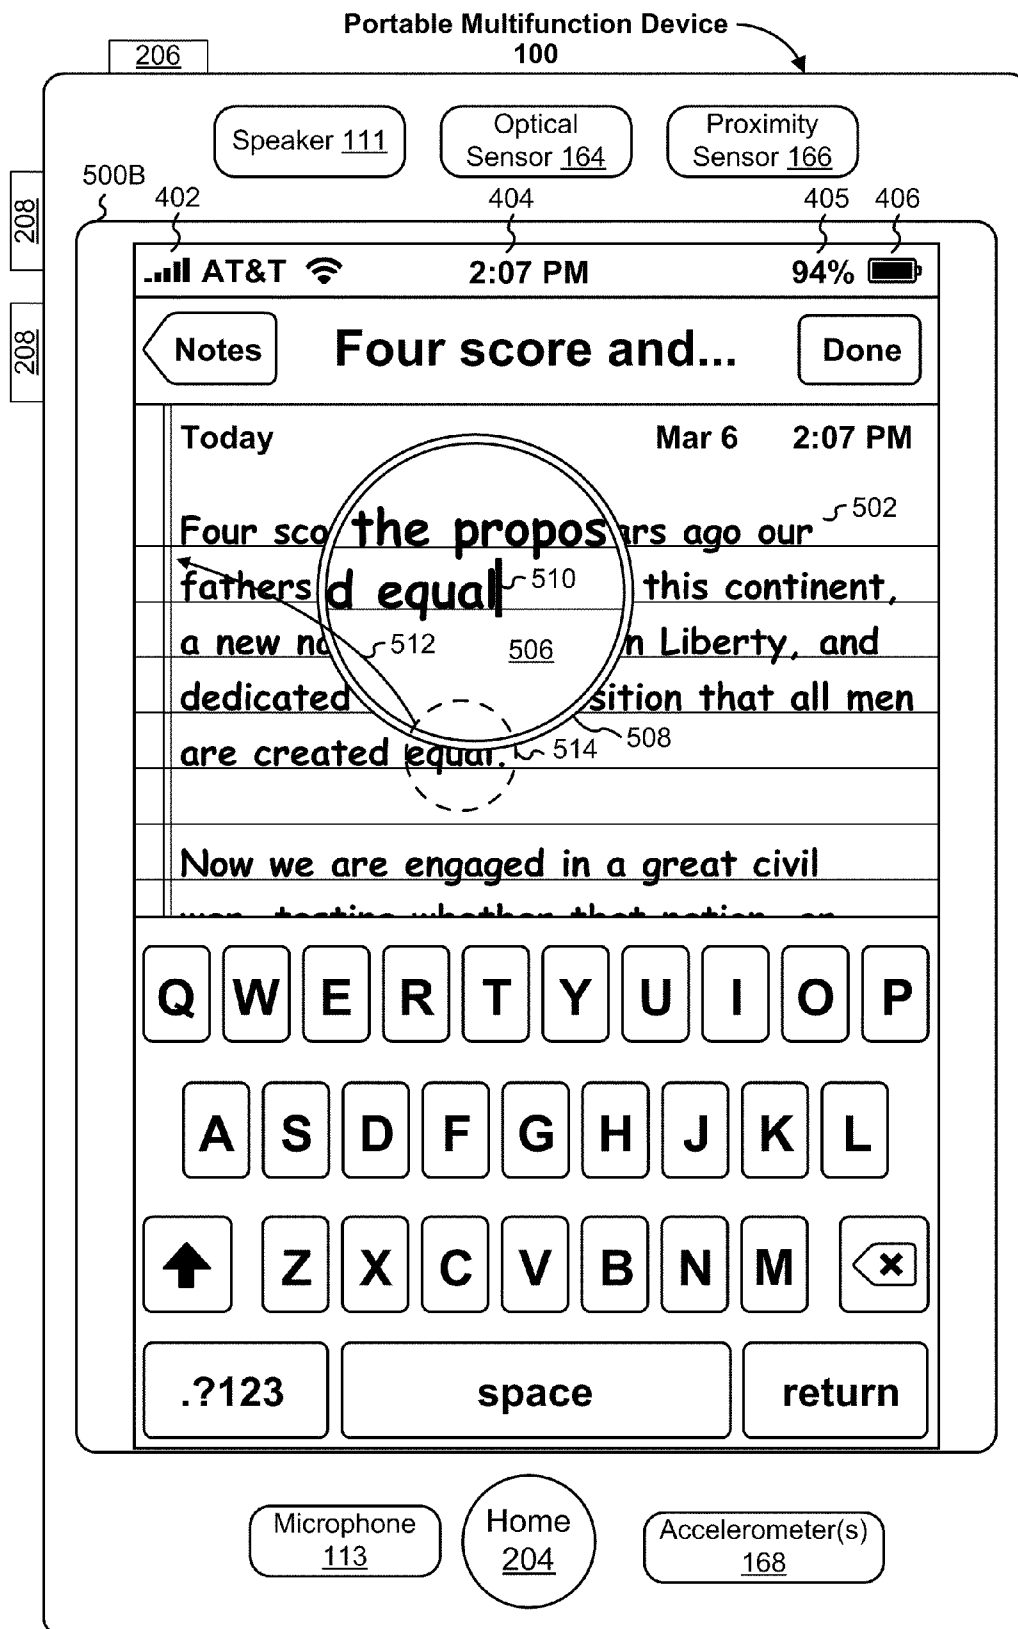 Portable Multifunction Device
100
206
Speaker 111
Optical
Sensor 164
Proximity
Sensor 166
500B
402
404
405
406
208
208
AT&T 2:07 PM 94%
Notes Four score and... Done
Today Mar 6 2:07 PM
Four sco the propos ars ago our 502
fathers d equal 510 this continent,
a new na 512 506 n Liberty, and
dedicated sition that all men
508
are created equal. 514
Now we are engaged in a great civil
Q W E R T Y U I O P
A S D F G H J K L
Z X C V B N M
.?123 space return
Microphone
113
Home
204
Accelerometer(s)
168